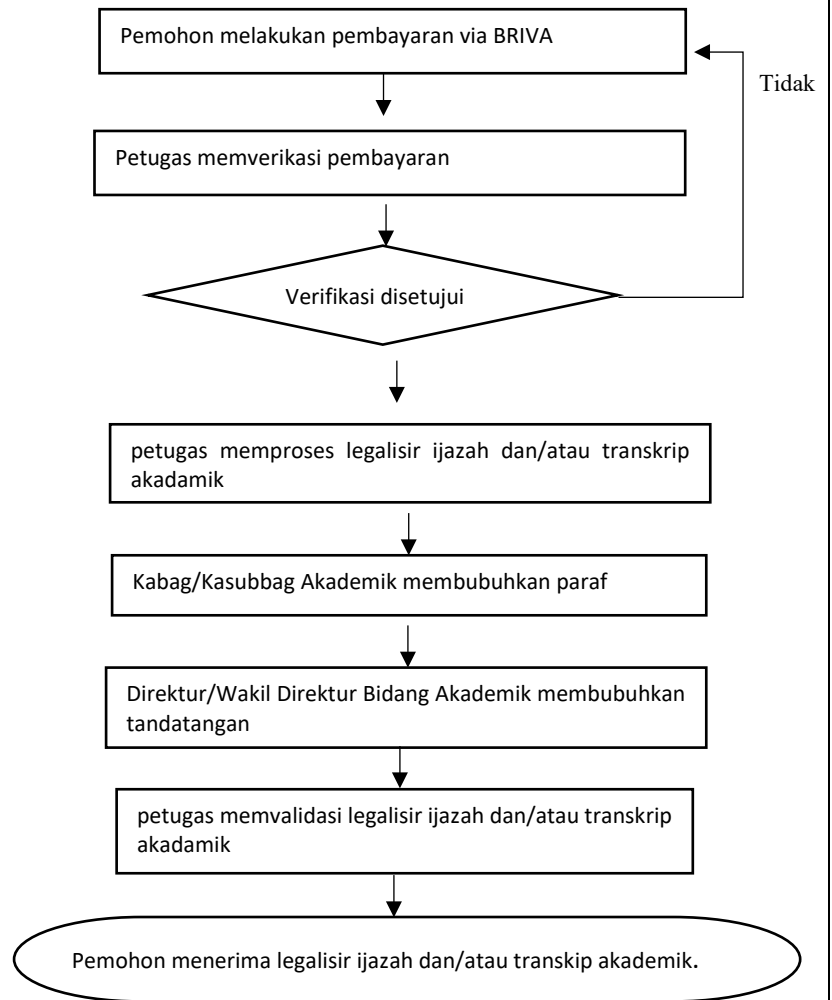 Pemohon melakukan pembayaran via BRIVA
Tidak
Petugas memverikasi pembayaran
Verifikasi disetujui
petugas memproses legalisir ijazah dan/atau transkrip
akadamik
Kabag/Kasubbag Akademik membubuhkan paraf
Direktur/Wakil Direktur Bidang Akademik membubuhkan
tandatangan
petugas memvalidasi legalisir ijazah dan/atau transkrip
akadamik
Pemohon menerima legalisir ijazah dan/atau transkip akademik.